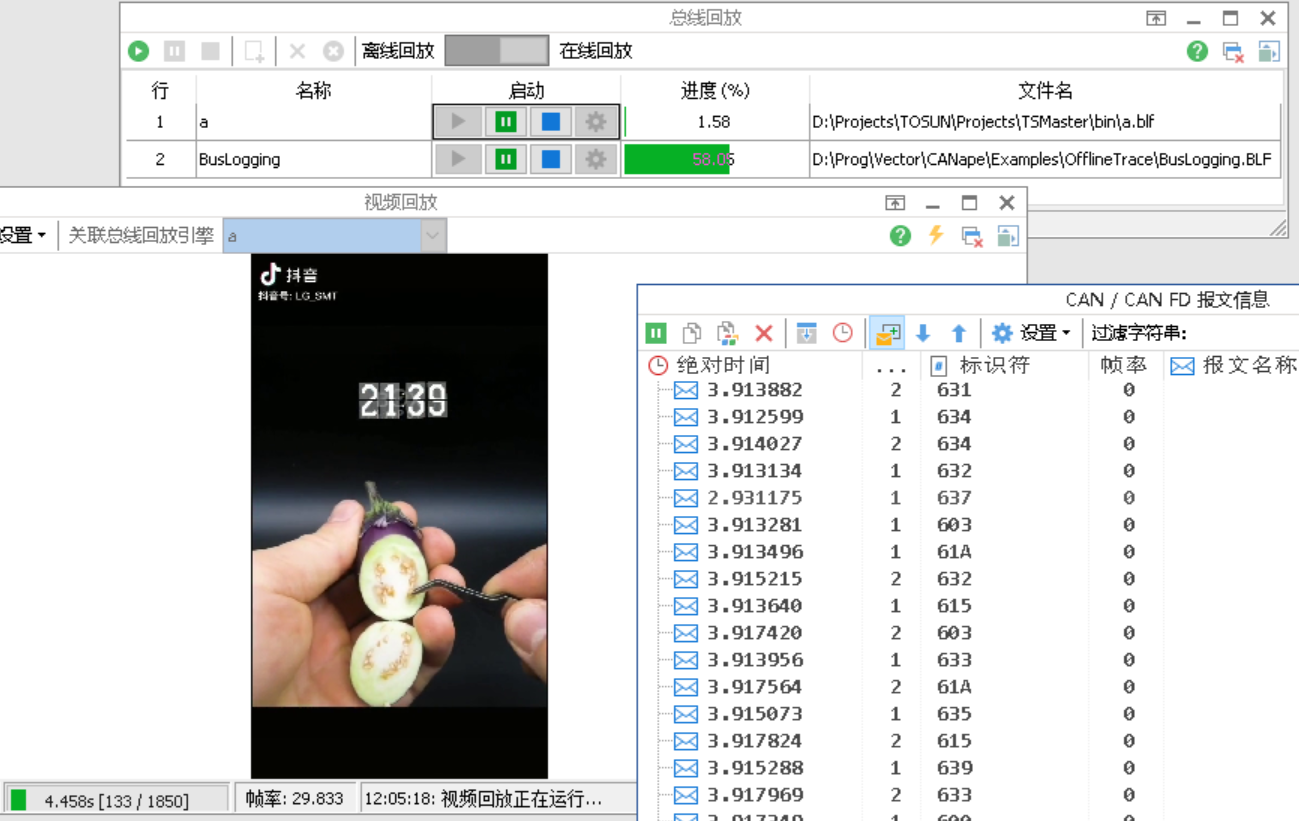 总线回放
离线回放 在线回放
行 名称 启动 进度(%) 文件名
1 a 1.58 D:\Projects\TOSUN\Projects\TSMaster\bin\a.blf
2 BusLogging 58.05 D:\Prog\Vector\CANape\Examples\OfflineTrace\BusLogging.BLF
视频回放
设置 关联总线回放引擎 a
抖音
抖音号: LG_SMT
21:39
CAN / CAN FD 报文信息
设置 过滤字符串:
绝对时间 ... 标识符 帧率 报文名称
3.913882 2 631 0
3.912599 1 634 0
3.914027 2 634 0
3.913134 1 632 0
2.931175 1 637 0
3.913281 1 603 0
3.913496 1 61A 0
3.915215 2 632 0
3.913640 1 615 0
3.917420 2 603 0
3.913956 1 633 0
3.917564 2 61A 0
3.915073 1 635 0
3.917824 2 615 0
3.915288 1 639 0
3.917969 2 633 0
4.458s [133 / 1850] 帧率: 29.833 12:05:18: 视频回放正在运行...